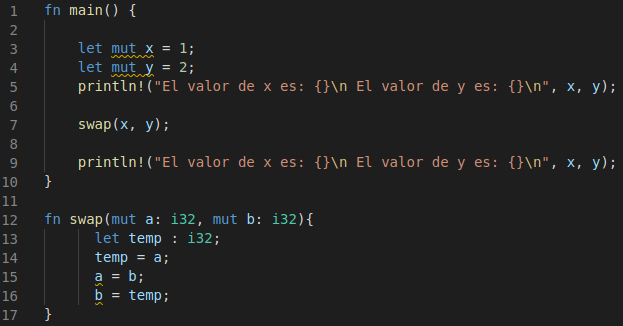 1 fn main() {
2
3 let mut x = 1;
4 let mut y = 2;
5 println!("El valor de x es: {}\n El valor de y es: {}\n", x, y);
6
7 swap(x, y);
8
9 println!("El valor de x es: {}\n El valor de y es: {}\n", x, y);
10 }
11
12 fn swap(mut a: i32, mut b: i32){
13 let temp : i32;
14 temp = a;
15 a = b;
16 b = temp;
17 }